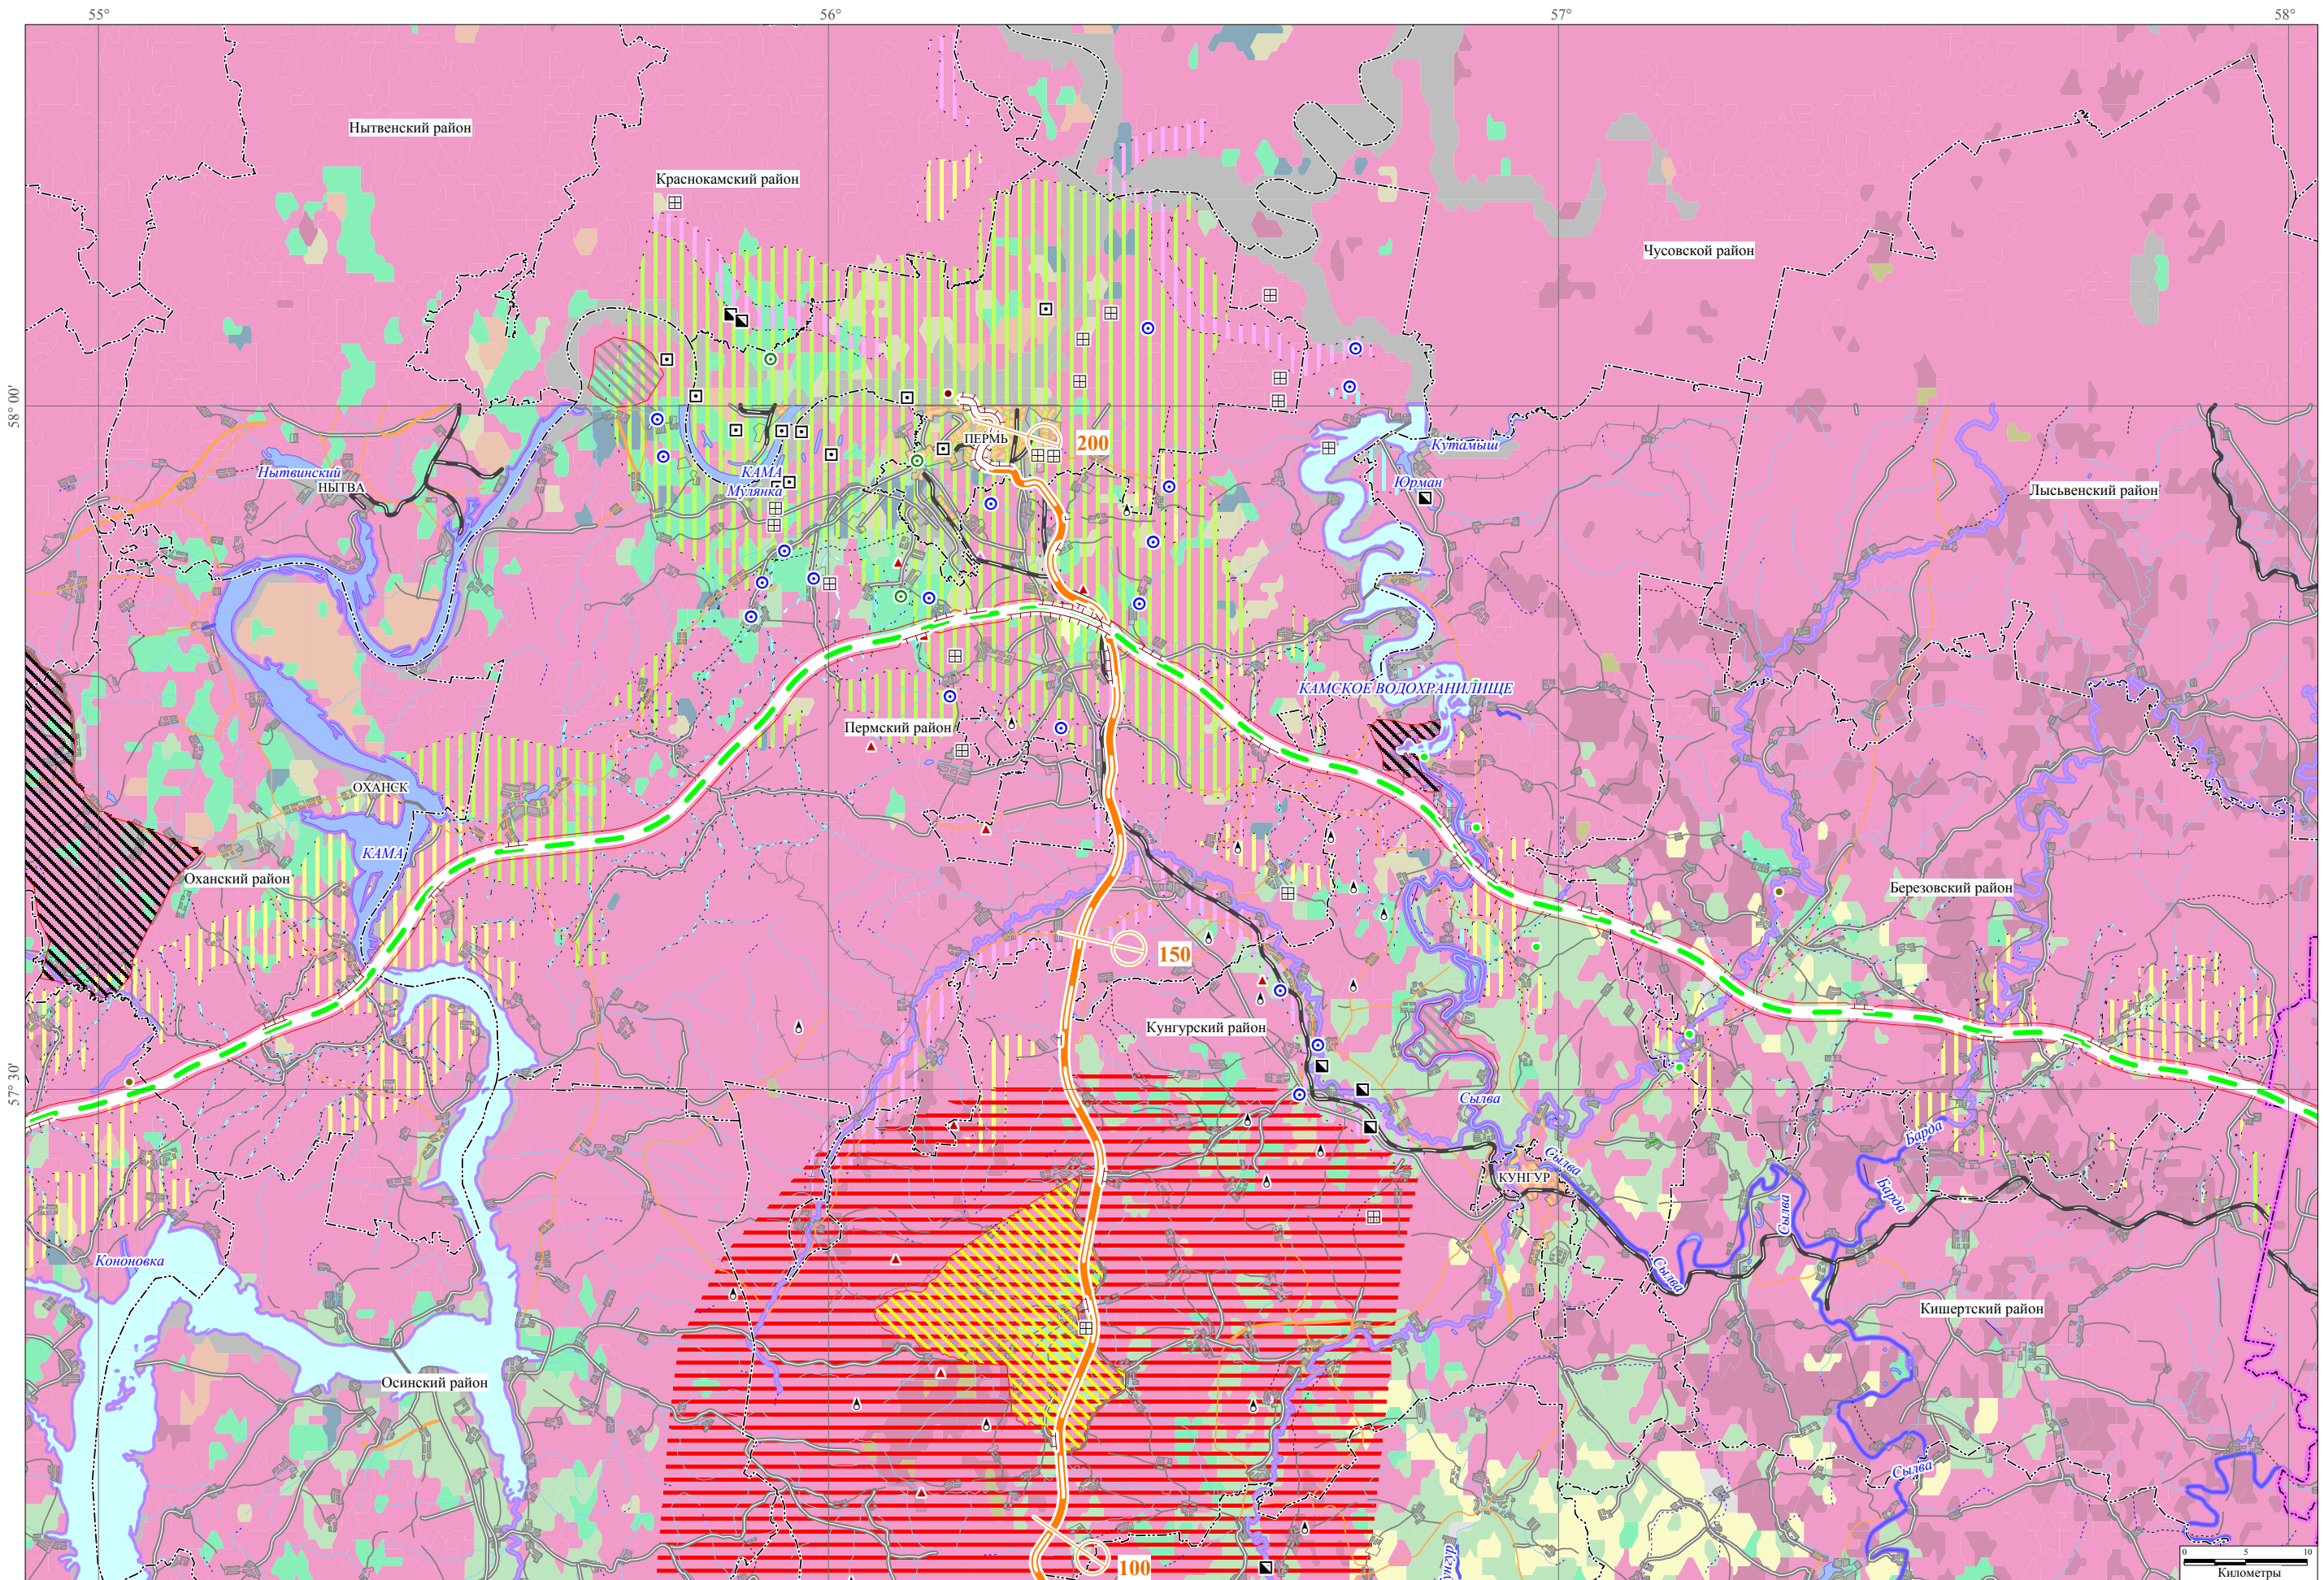 55°
56°
57°
58°
Нытвенский район
Краснокамский район
Чусовской район
58° 00'
ПЕРМЬ
200
Кутамыш
КАМА
Нытвинский
НЫТВА
Мулянка
Юрман
Лысьвенский район
КАМСКОЕ ВОДОХРАНИЛИЩЕ
Пермский район
ОХАНСК
КАМА
Оханский район
Березовский район
150
Кунгурский район
57° 30'
Сылва
Барда
Сылва
КУНГУР
Барда
Сылва
Кононовка
Сылва
Кишертский район
Осинский район
Сылва
100
0 5 10
Километры